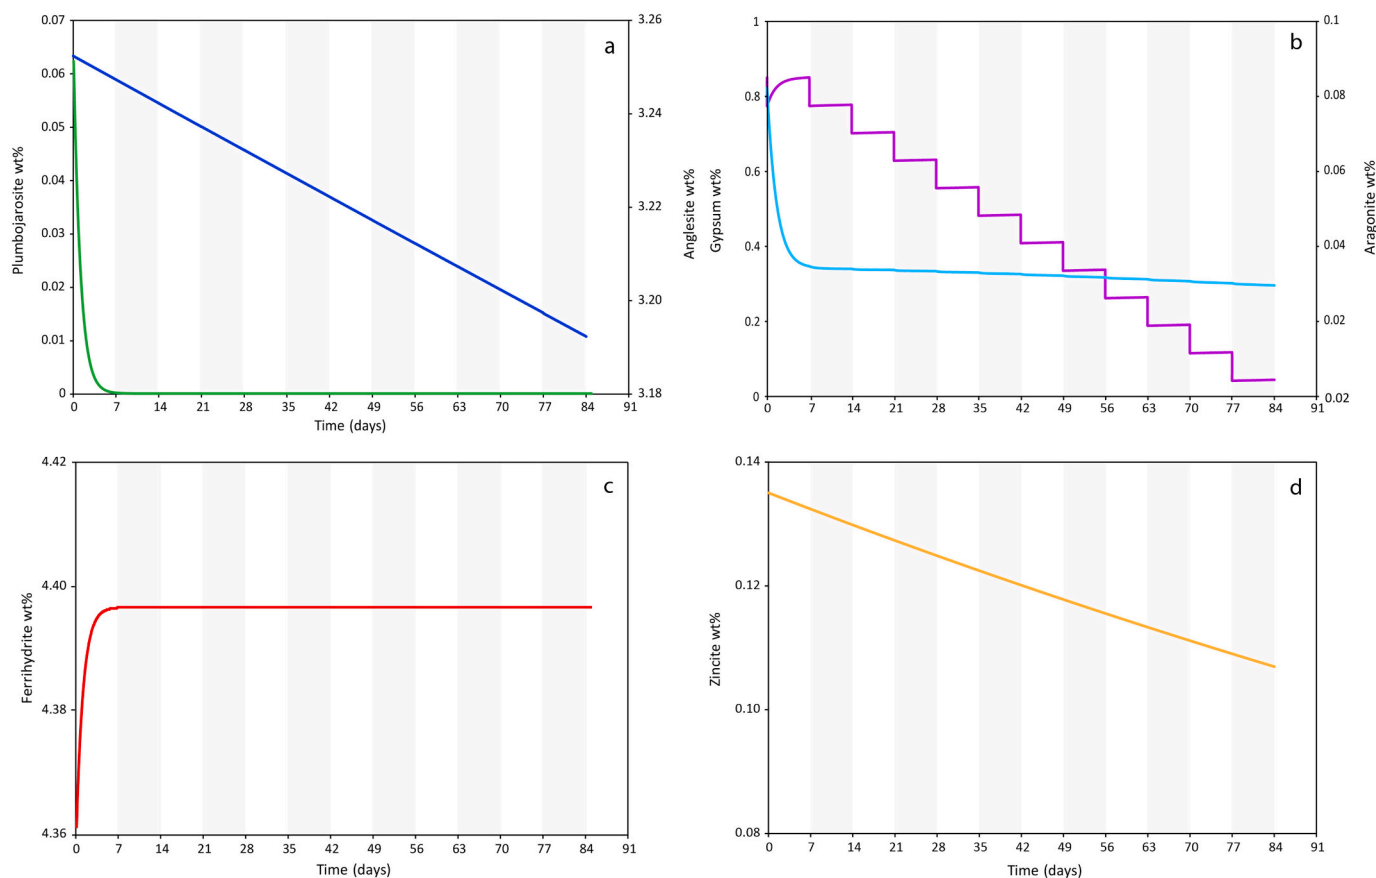 a
0.07
0.06
0.05
0.04
0.03
0.02
0.01
0
Plumbojarosite wt%
3.26
3.24
3.22
3.20
3.18
Anglesite wt%
0 7 14 21 28 35 42 49 56 63 70 77 84 91
Time (days)
b
1
0.8
0.6
0.4
0.2
0
Gypsum wt%
0.1
0.08
0.06
0.04
0.02
0.02
Aragonite wt%
0 7 14 21 28 35 42 49 56 63 70 77 84 91
c
4.42
4.40
4.38
4.36
Ferrihydrite wt%
0 7 14 21 28 35 42 49 56 63 70 77 84 91
Time (days)
d
0.14
0.12
0.10
0.08
Zincite wt%
0 7 14 21 28 35 42 49 56 63 70 77 84 91
Time (days)